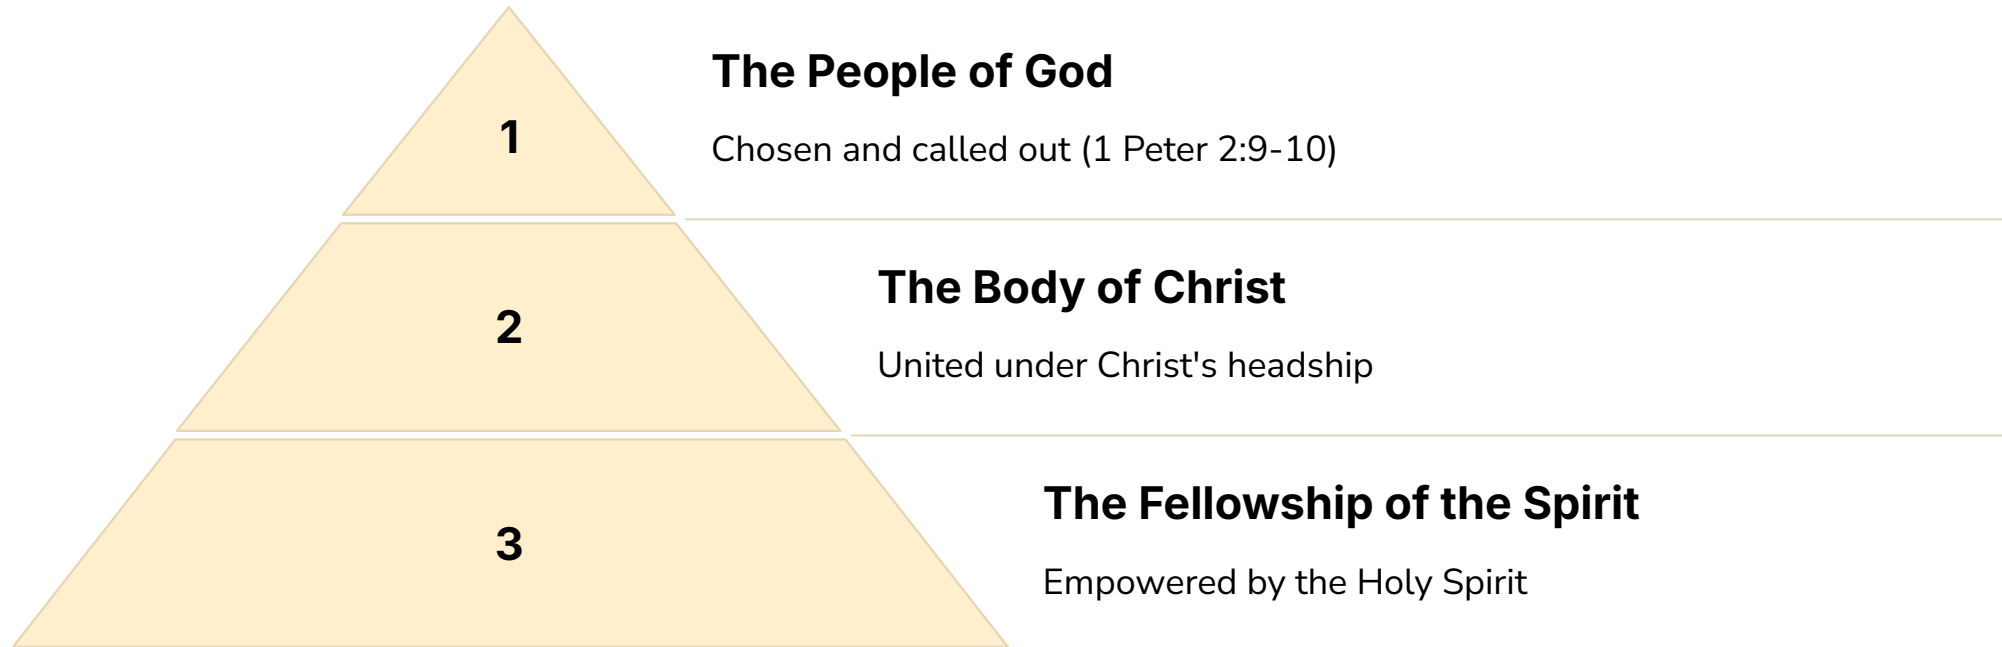 1
The People of God
Chosen and called out (1 Peter 2:9-10)
2
The Body of Christ
United under Christ's headship
3
The Fellowship of the Spirit
Empowered by the Holy Spirit